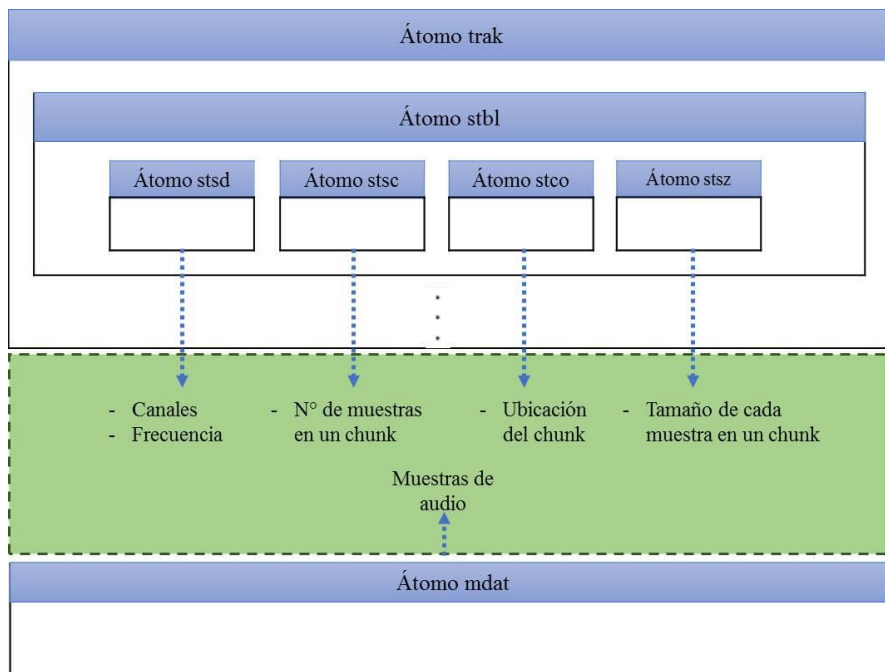 Átomo trak
Átomo stbl
Átomo stsd
Átomo stsc
Átomo stco
Átomo stsz
- Canales
- Frecuencia
- N° de muestras
en un chunk
- Ubicación
del chunk
- Tamaño de cada
muestra en un chunk
Muestras de
audio
Átomo mdat